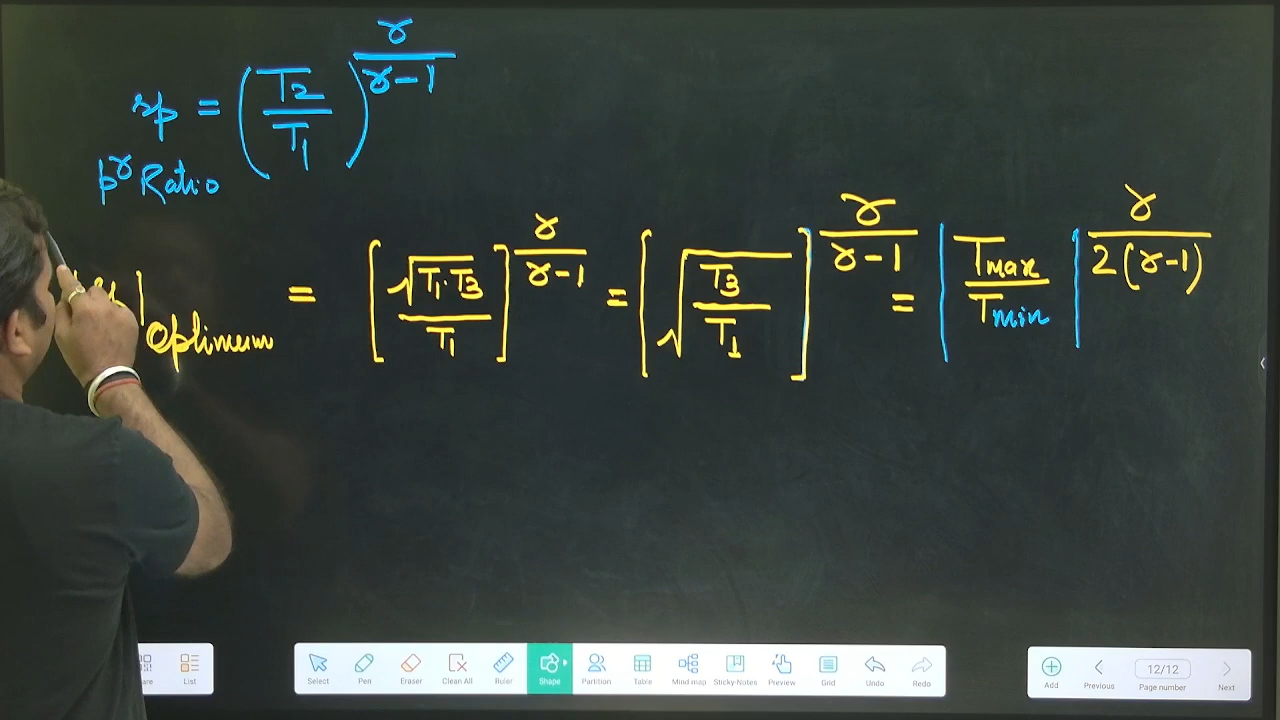 rp = (T2/T1)^(γ/(γ-1))
pʳ Ratio
|Optimum = [√(T1·T3)/T1]^(γ/(γ-1)) = [√(T3/T1)]^(γ/(γ-1)) = |Tmax/Tmin|^(γ/(2(γ-1)))
are List Select Pen Eraser Clean All Ruler Shape Partition Table Mind map Sticky Notes Preview Grid Undo Redo Add Previous 12/12 Page number Next